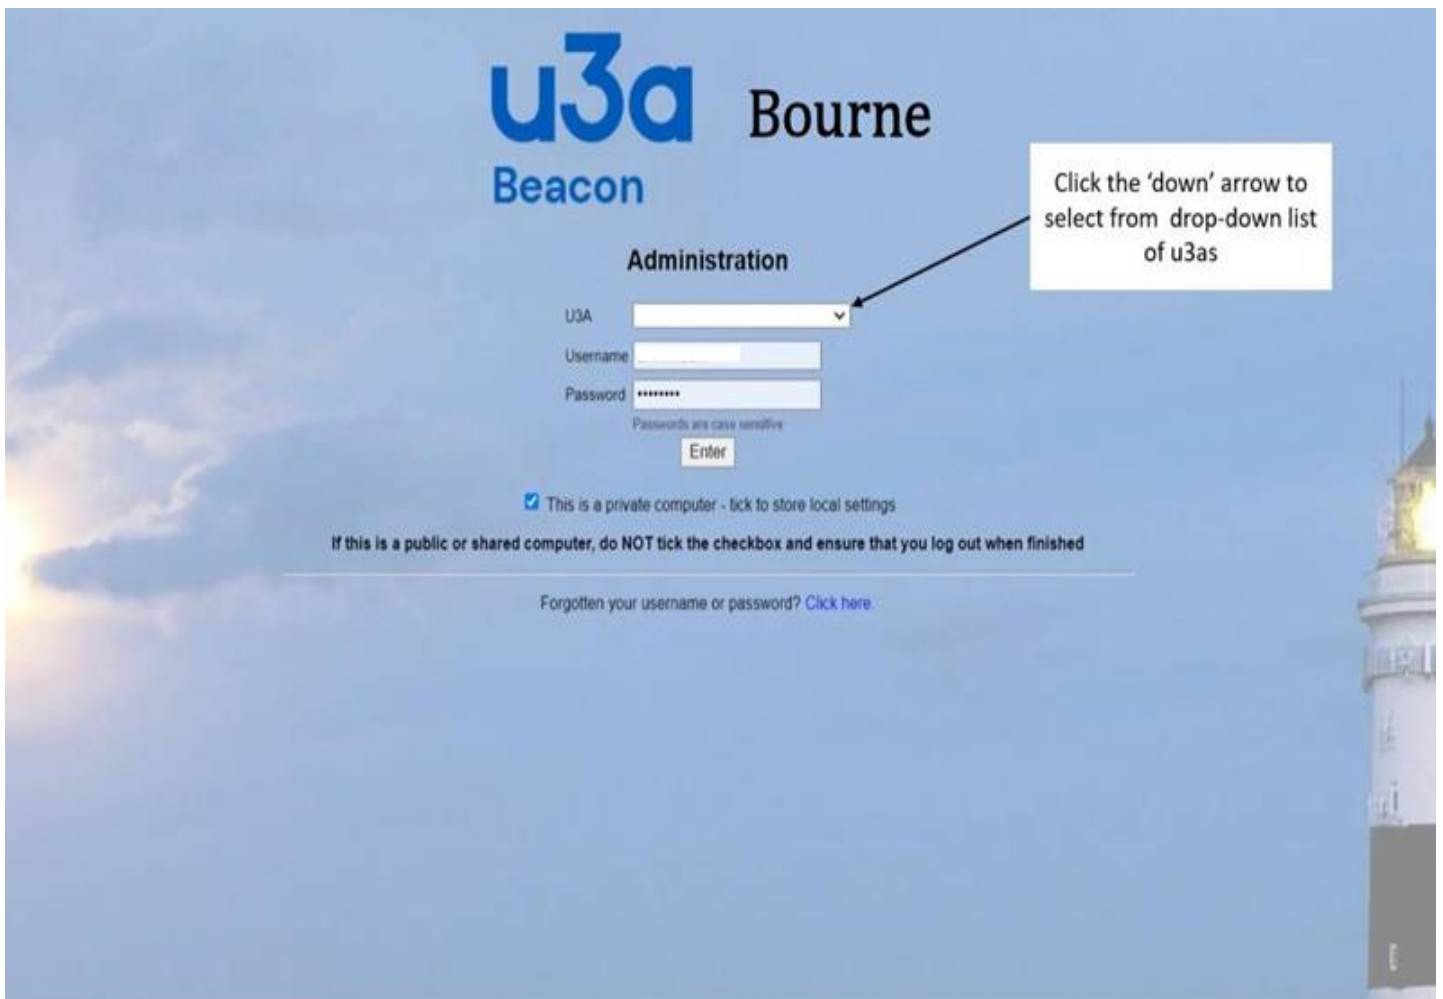 u3a Bourne
Beacon
Click the ‘down’ arrow to
select from drop-down list
of u3as
Administration
U3A
Username
Password ••••••••
Passwords are case sensitive
Enter
This is a private computer - tick to store local settings
If this is a public or shared computer, do NOT tick the checkbox and ensure that you log out when finished
Forgotten your username or password? Click here.